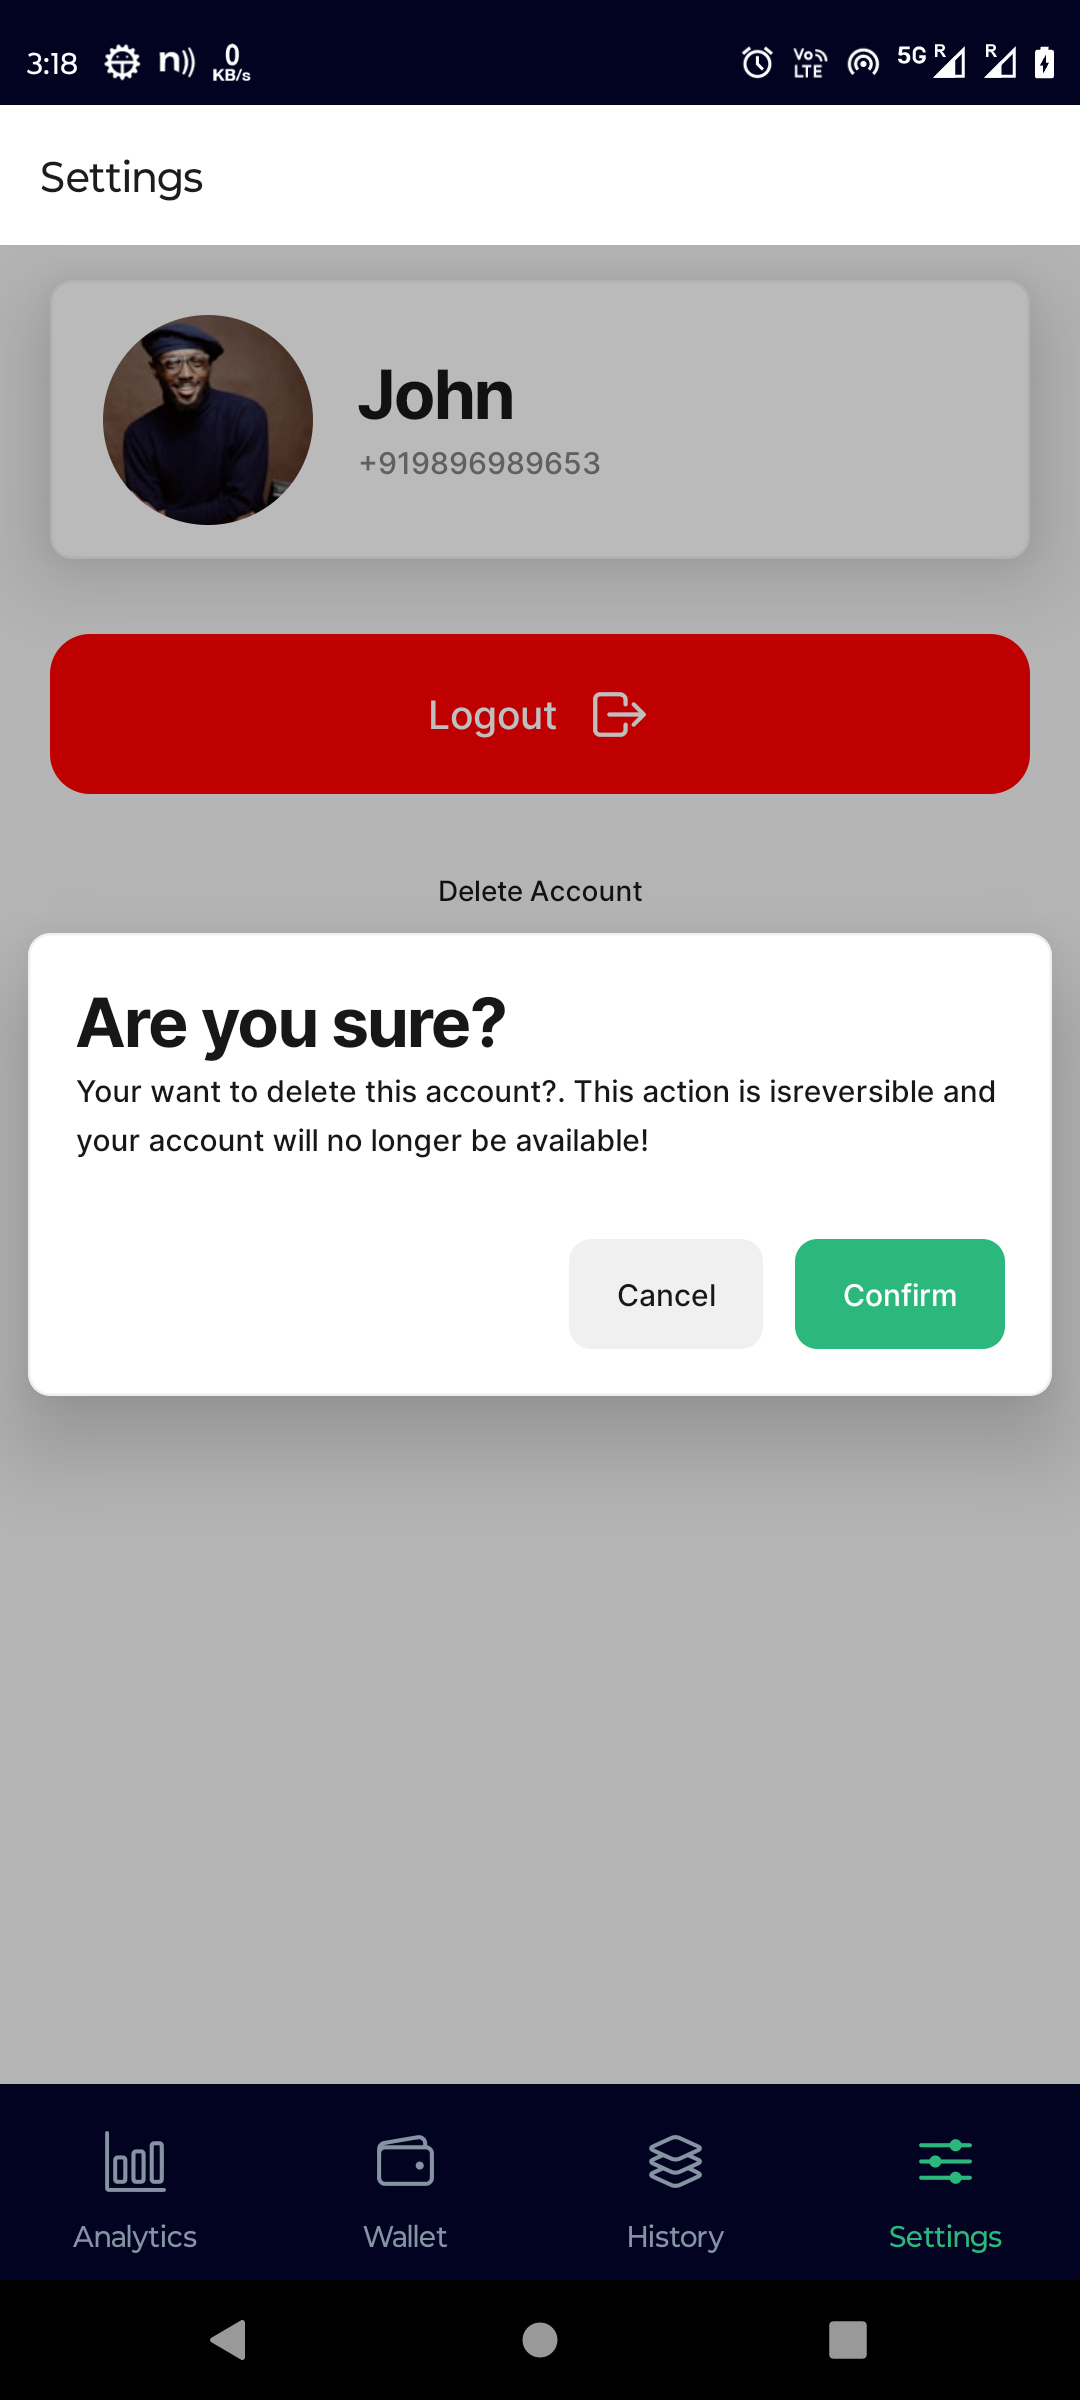 3:18 n 0 KB/s Vo LTE 5G R R
Settings
John
+919896989653
Logout
Delete Account
Are you sure?
Your want to delete this account?. This action is isreversible and
your account will no longer be available!
Cancel Confirm
Analytics Wallet History Settings